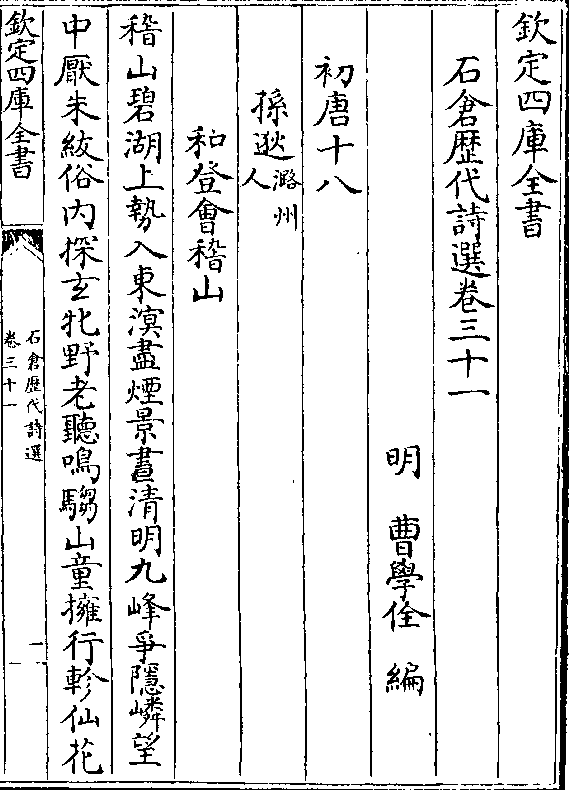 欽定四庫全書
石倉歷代詩選卷三十一
明 曹學佺 編
初唐十八
孫逖潞州人
和登會稽山
稽山碧湖上勢入東溟盡煙景晝清明九峰爭隱嶙望
中厭朱紱俗內探玄牝野老聽鳴騶山童擁行軫仙花
欽定四庫全書
石倉歷代詩選
卷三十一
一